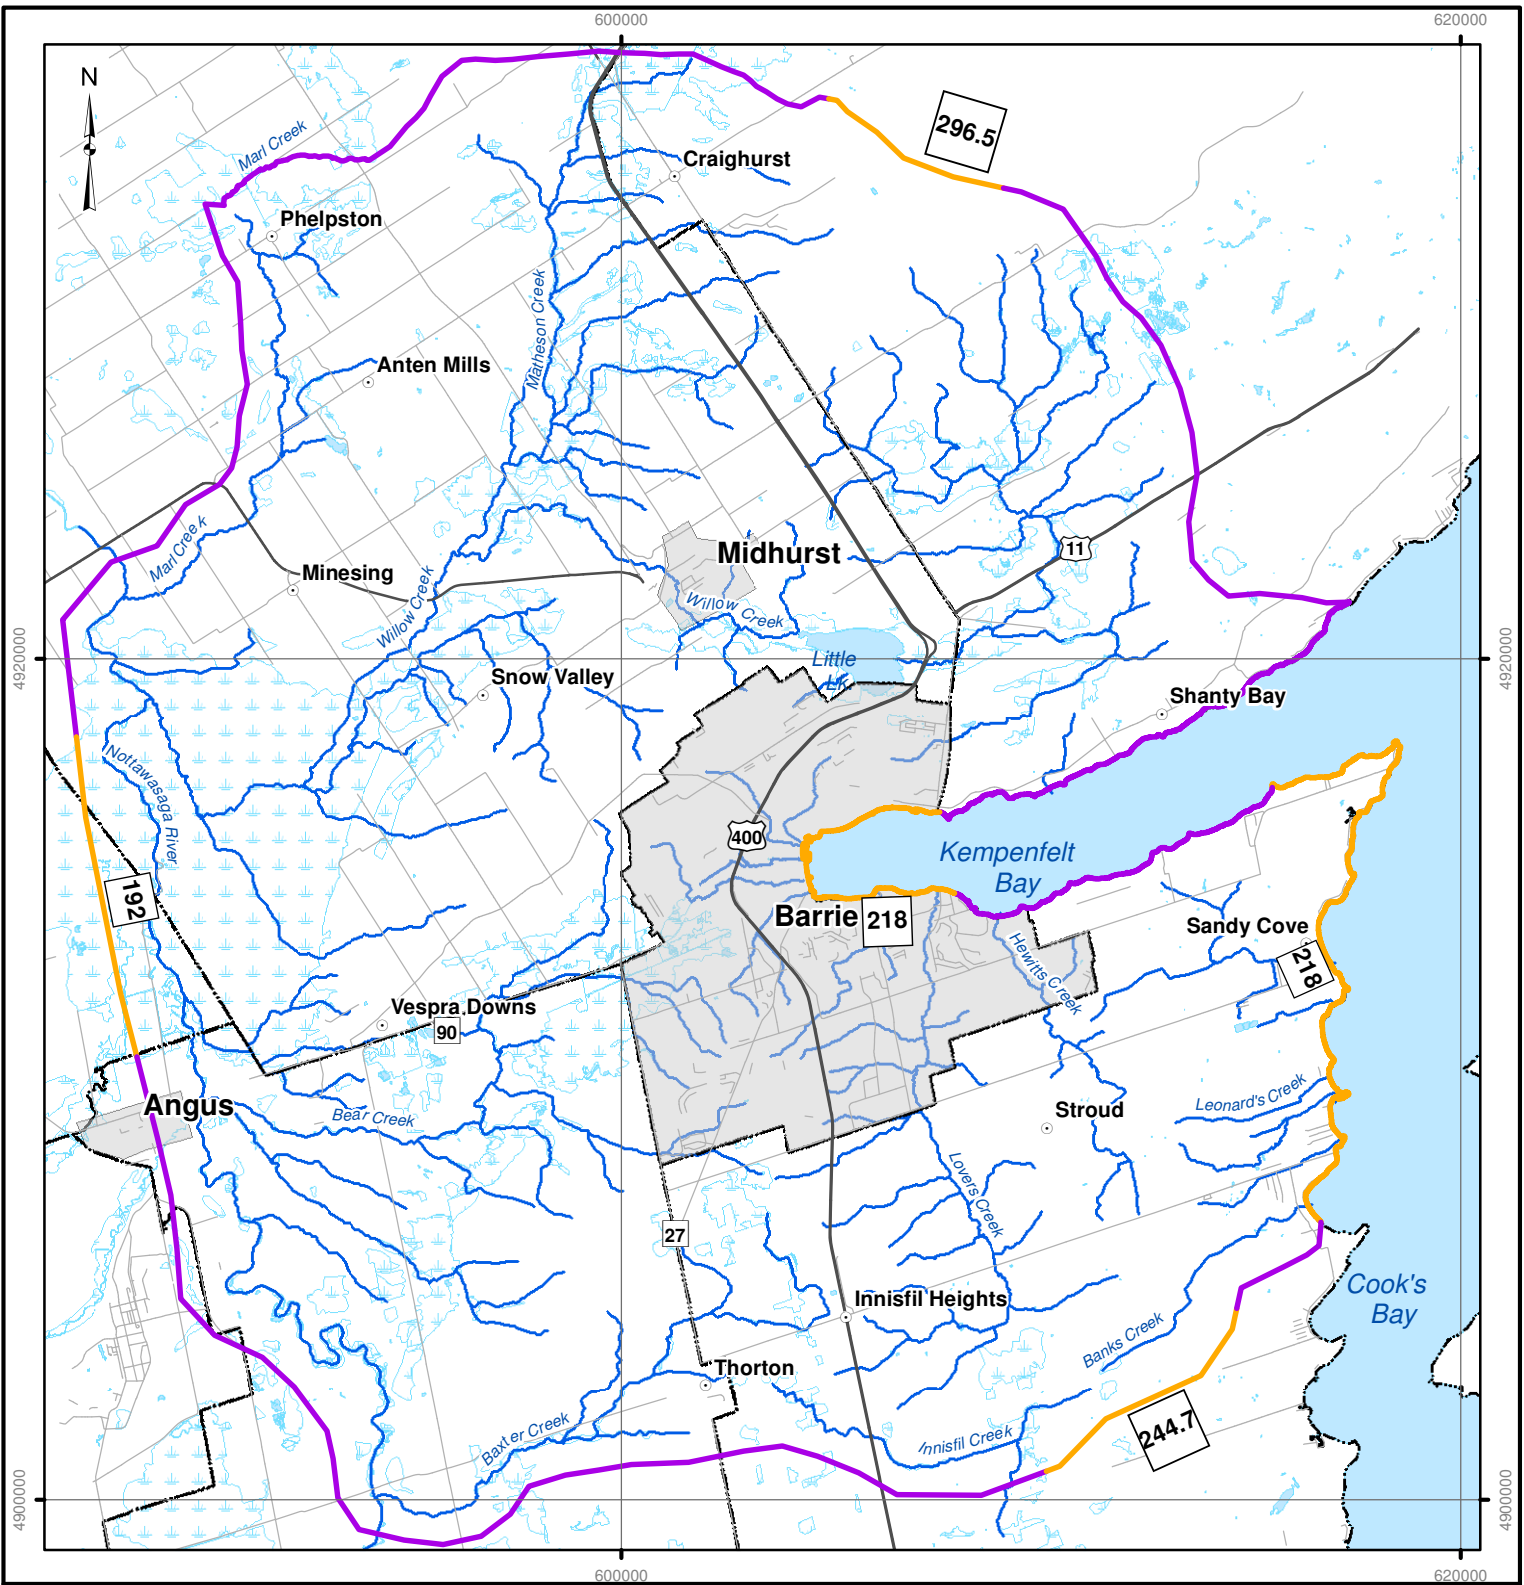 600000
620000
N
296.5
Marl Creek
Craighurst
Phelpston
Matheson Creek
Anten Mills
Marl Creek
Midhurst
11
Minesing
Willow Creek
Willow Creek
4920000
4920000
Little
Lk
Snow Valley
Shanty Bay
Nottawasaga River
400
Kempenfelt
Bay
192
Barrie
218
Sandy Cove
Hewitts Creek
218
Vespra Downs
90
Angus
Bear Creek
Stroud
Leonard's Creek
Lovers Creek
27
Innisfil Heights
Cook's
Bay
Banks Creek
Thorton
Baxter Creek
Innisfil Creek
244.7
4900000
4900000
600000
620000